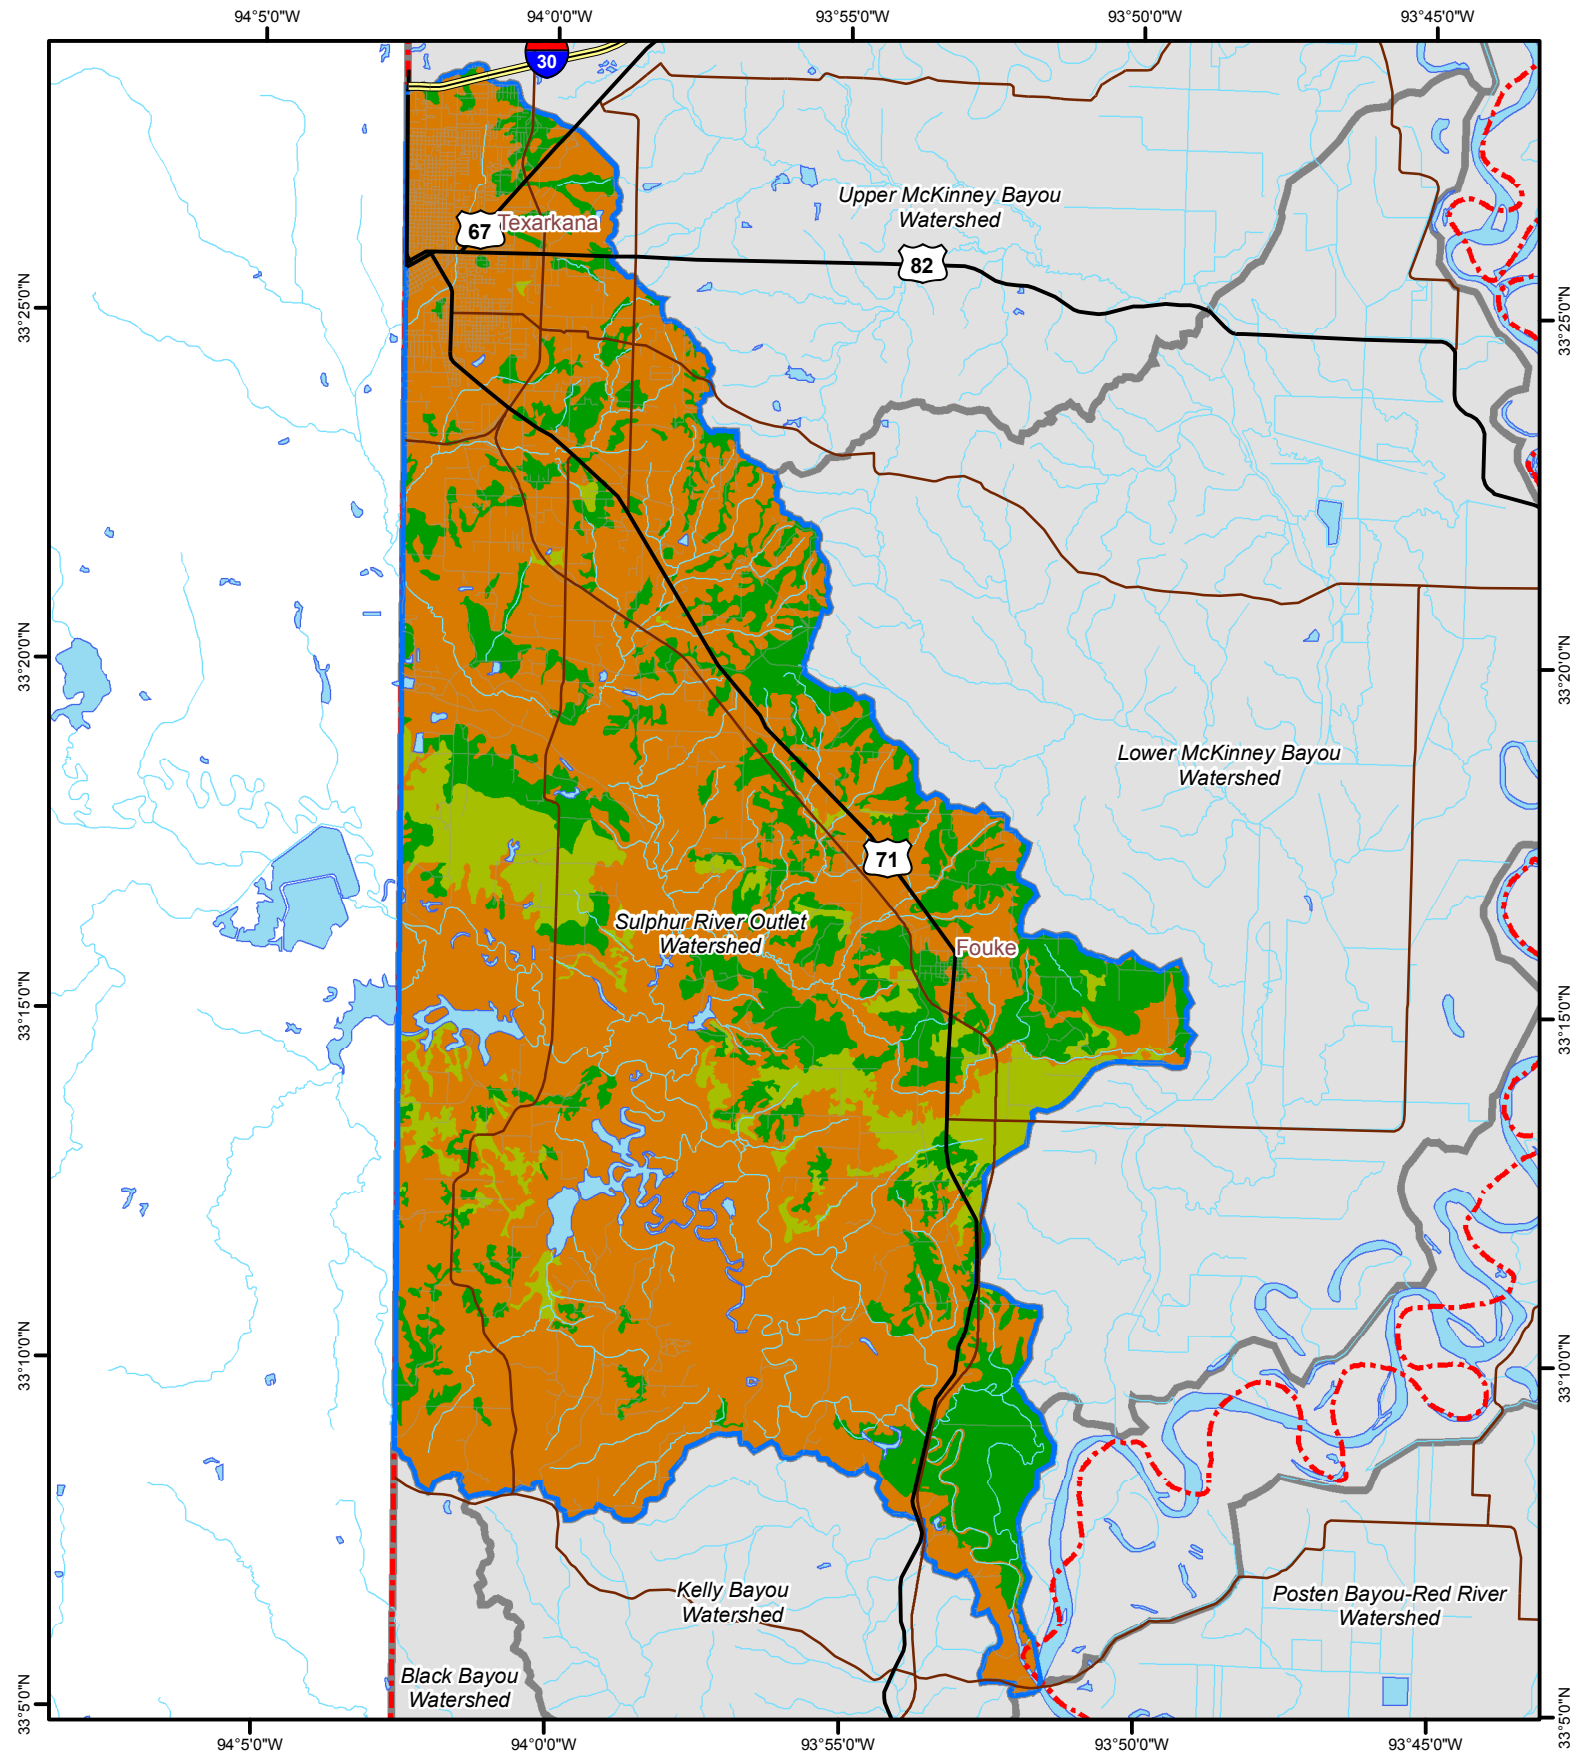 94°5'0"W 94°0'0"W 93°55'0"W 93°50'0"W 93°45'0"W
30
Upper McKinney Bayou
Watershed
67
Texarkana
82
33°25'0"N
33°25'0"N
33°20'0"N
33°20'0"N
Lower McKinney Bayou
Watershed
71
Sulphur River Outlet
Watershed
Fouke
33°15'0"N
33°15'0"N
33°10'0"N
33°10'0"N
Kelly Bayou
Watershed
Posten Bayou-Red River
Watershed
Black Bayou
Watershed
33°5'0"N
33°5'0"N
94°5'0"W 94°0'0"W 93°55'0"W 93°50'0"W 93°45'0"W